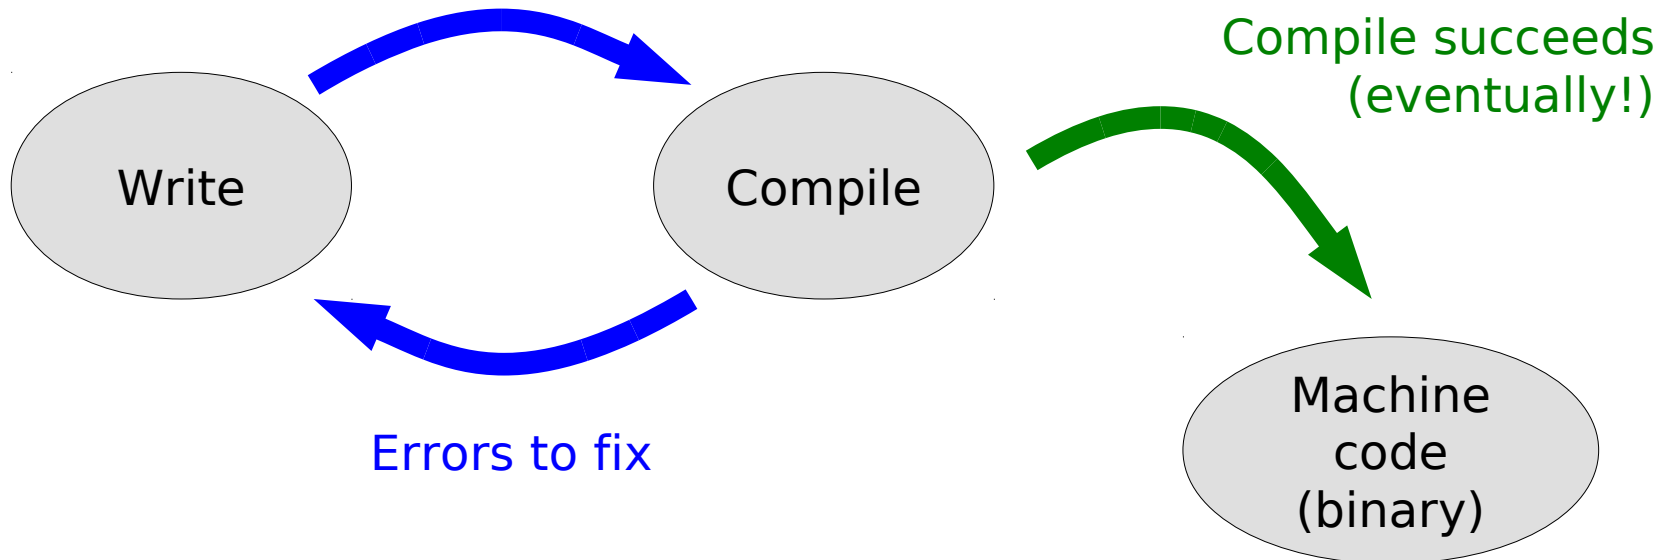 Compile succeeds
(eventually!)
Write
Compile
Errors to fix
Machine
code
(binary)